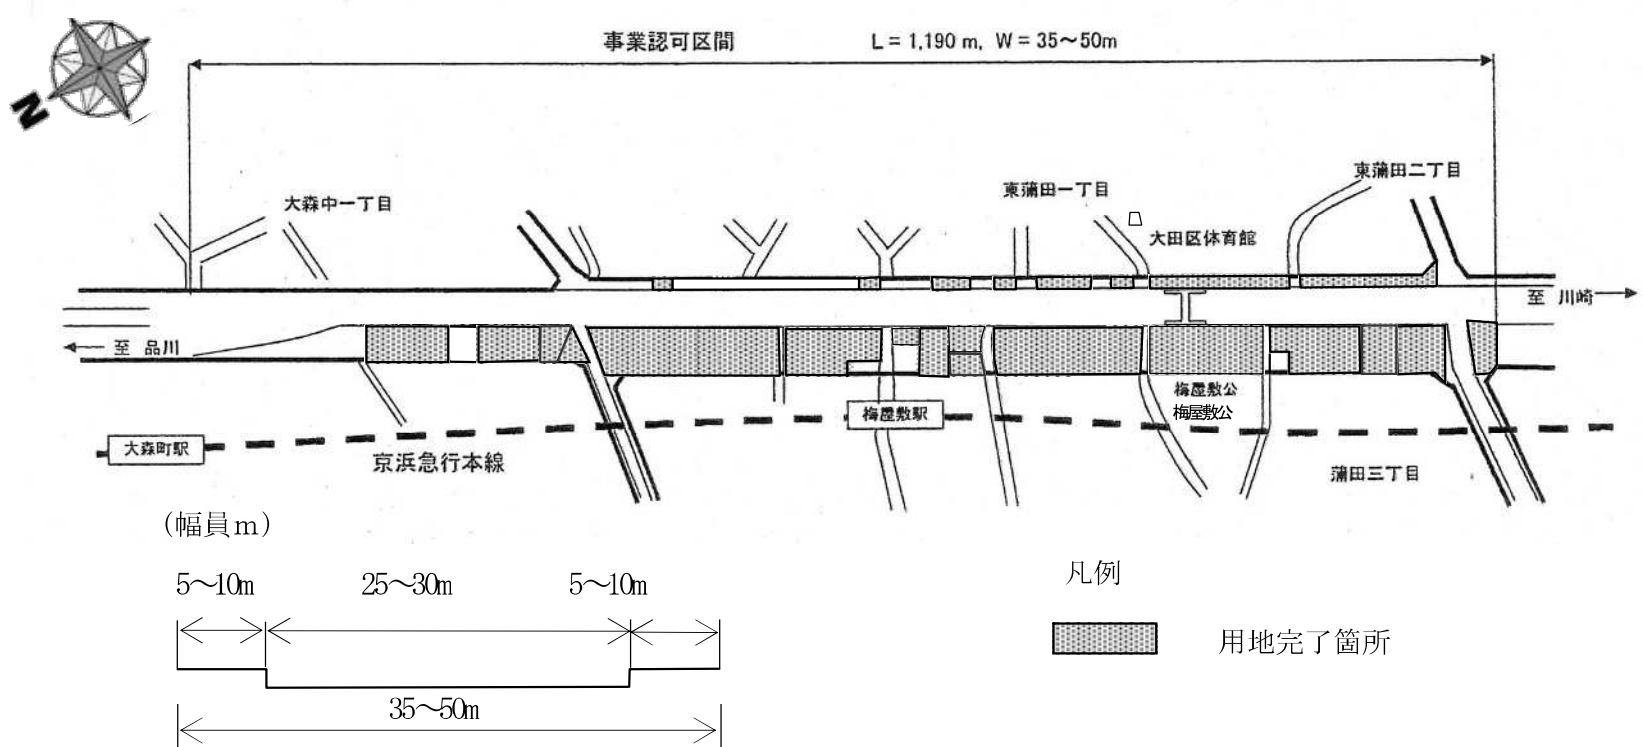 事業認可区間　L = 1,190 m, W = 35～50m
N
東蒲田二丁目
東蒲田一丁目
大森中一丁目
大田区体育館
至 川崎
至 品川
梅屋敷公
梅屋敷公
梅屋敷駅
大森町駅
京浜急行本線
蒲田三丁目
(幅員ｍ)
5～10m　25～30m　5～10m
35～50m
凡例
用地完了箇所